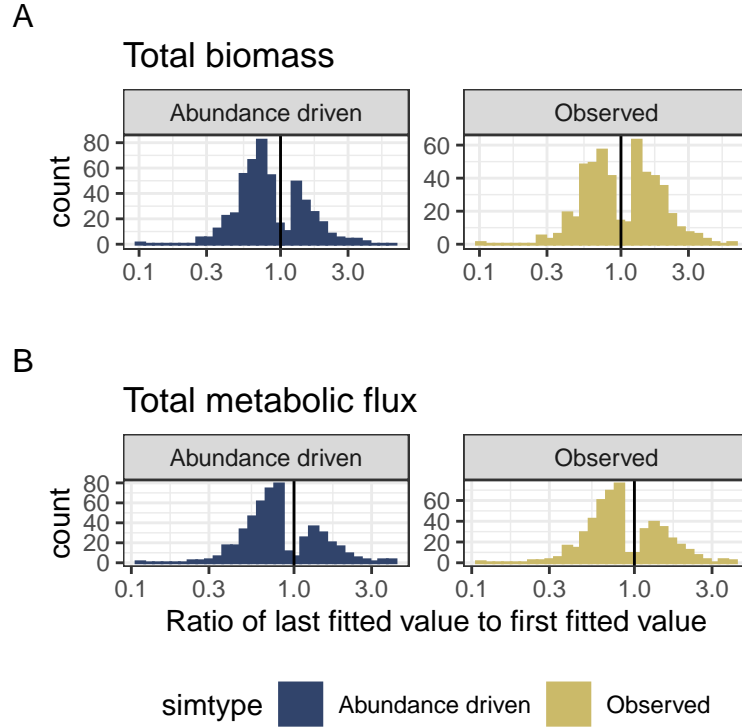 A
Total biomass
Abundance driven Observed
count
80
60
40
20
0
60
40
20
0
0.1 0.3 1.0 3.0 0.1 0.3 1.0 3.0
B
Total metabolic flux
Abundance driven Observed
count
80
60
40
20
0
60
40
20
0
0.1 0.3 1.0 3.0 0.1 0.3 1.0 3.0
Ratio of last fitted value to first fitted value
simtype Abundance driven Observed